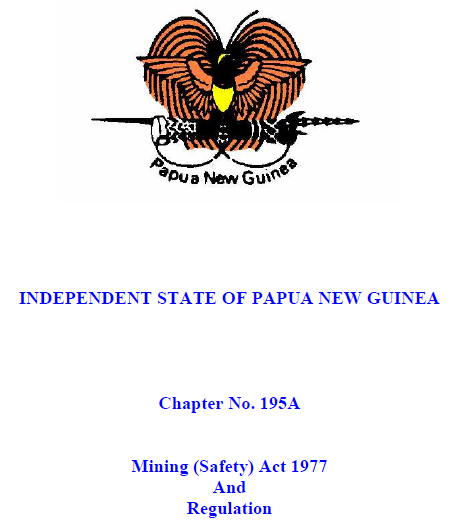 Papua New Guinea
INDEPENDENT STATE OF PAPUA NEW GUINEA
Chapter No. 195A
Mining (Safety) Act 1977
And
Regulation